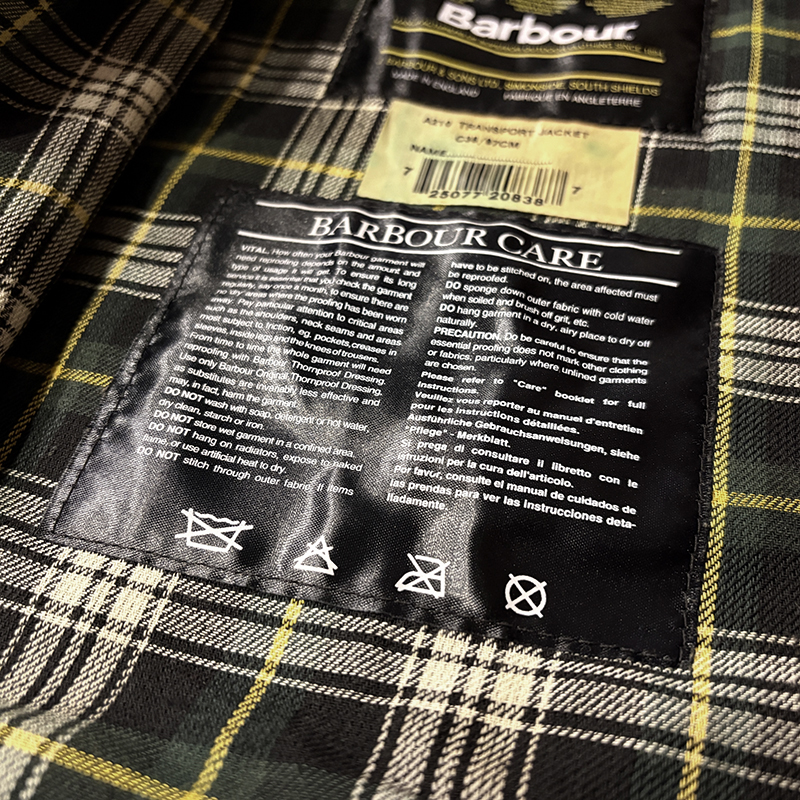 Barbour
BARBOUR & SONS LTD, SIMONSIDE, SOUTH SHIELDS
MADE IN ENGLAND FABRIQUE EN ANGLETERRE
A815 TRANSPORT JACKET
C38/97CM
NAME
7 25077 20838 7
BARBOUR CARE
VITAL. How often your Barbour garment will
need reproofing depends on the amount and
type of usage it will get. To ensure its long
that you check the garment
once a month, to ensure there are
no dry areas where the proofing has been worn
away. Pay particular attention to critical areas
such as the shoulders, neck seams and areas
most subject to friction, eg. pockets, creases in
sleeves, inside legs and the knees of trousers.
From time to time the whole garment will need
reproofing with Barbour Thornproof Dressing.
Use only Barbour Original Thornproof Dressing,
as substitutes are invariably less effective and
may, in fact, harm the garment.
DO NOT wash with soap, detergent or hot water,
dry clean, starch or iron.
DO NOT store wet garment in a confined area.
DO NOT hang on radiators, expose to naked
flame, or use artificial heat to dry.
DO NOT stitch through outer fabric. If items
have to be stitched on, the area affected must
be reproofed.
DO sponge down outer fabric with cold water
when soiled and brush off grit, etc.
DO hang garment in a dry, airy place to dry off
naturally.
PRECAUTION. Do be careful to ensure that the
essential proofing does not mark other clothing
or fabrics, particularly where unlined garments
are chosen.
Please refer to "Care" booklet for full
instructions.
Veuillez vous reporter au manuel d'entretien
pour les instructions détaillées.
Ausführliche Gebrauchsanweisungen, siehe
"Pflege" - Merkblatt.
Si prega di consultare il libretto con le
istruzioni per la cura dell'articolo.
Por favor, consulte el manual de cuidados de
las prendas para ver las instrucciones deta-
lladamente.